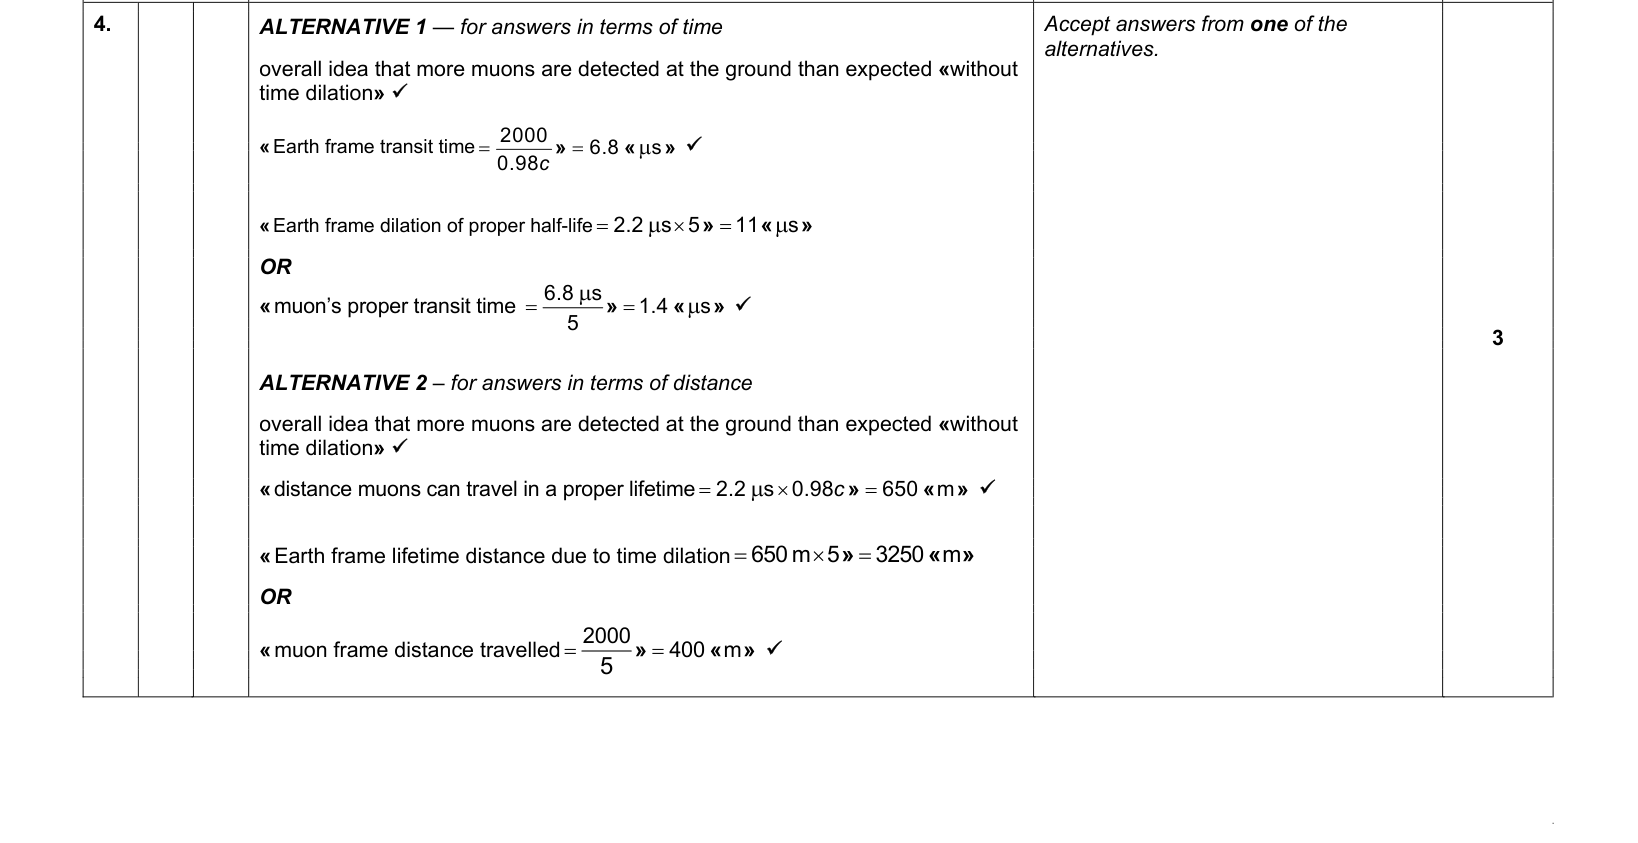 4.
ALTERNATIVE 1 — for answers in terms of time
overall idea that more muons are detected at the ground than expected «without
time dilation» ✓
«Earth frame transit time = 2000/0.98c» = 6.8 «μs» ✓
«Earth frame dilation of proper half-life = 2.2 μs × 5» = 11 «μs»
OR
«muon’s proper transit time = 6.8 μs/5» = 1.4 «μs» ✓
ALTERNATIVE 2 – for answers in terms of distance
overall idea that more muons are detected at the ground than expected «without
time dilation» ✓
«distance muons can travel in a proper lifetime = 2.2 μs × 0.98c» = 650 «m» ✓
«Earth frame lifetime distance due to time dilation = 650 m × 5» = 3250 «m»
OR
«muon frame distance travelled = 2000/5» = 400 «m» ✓
Accept answers from one of the
alternatives.
3